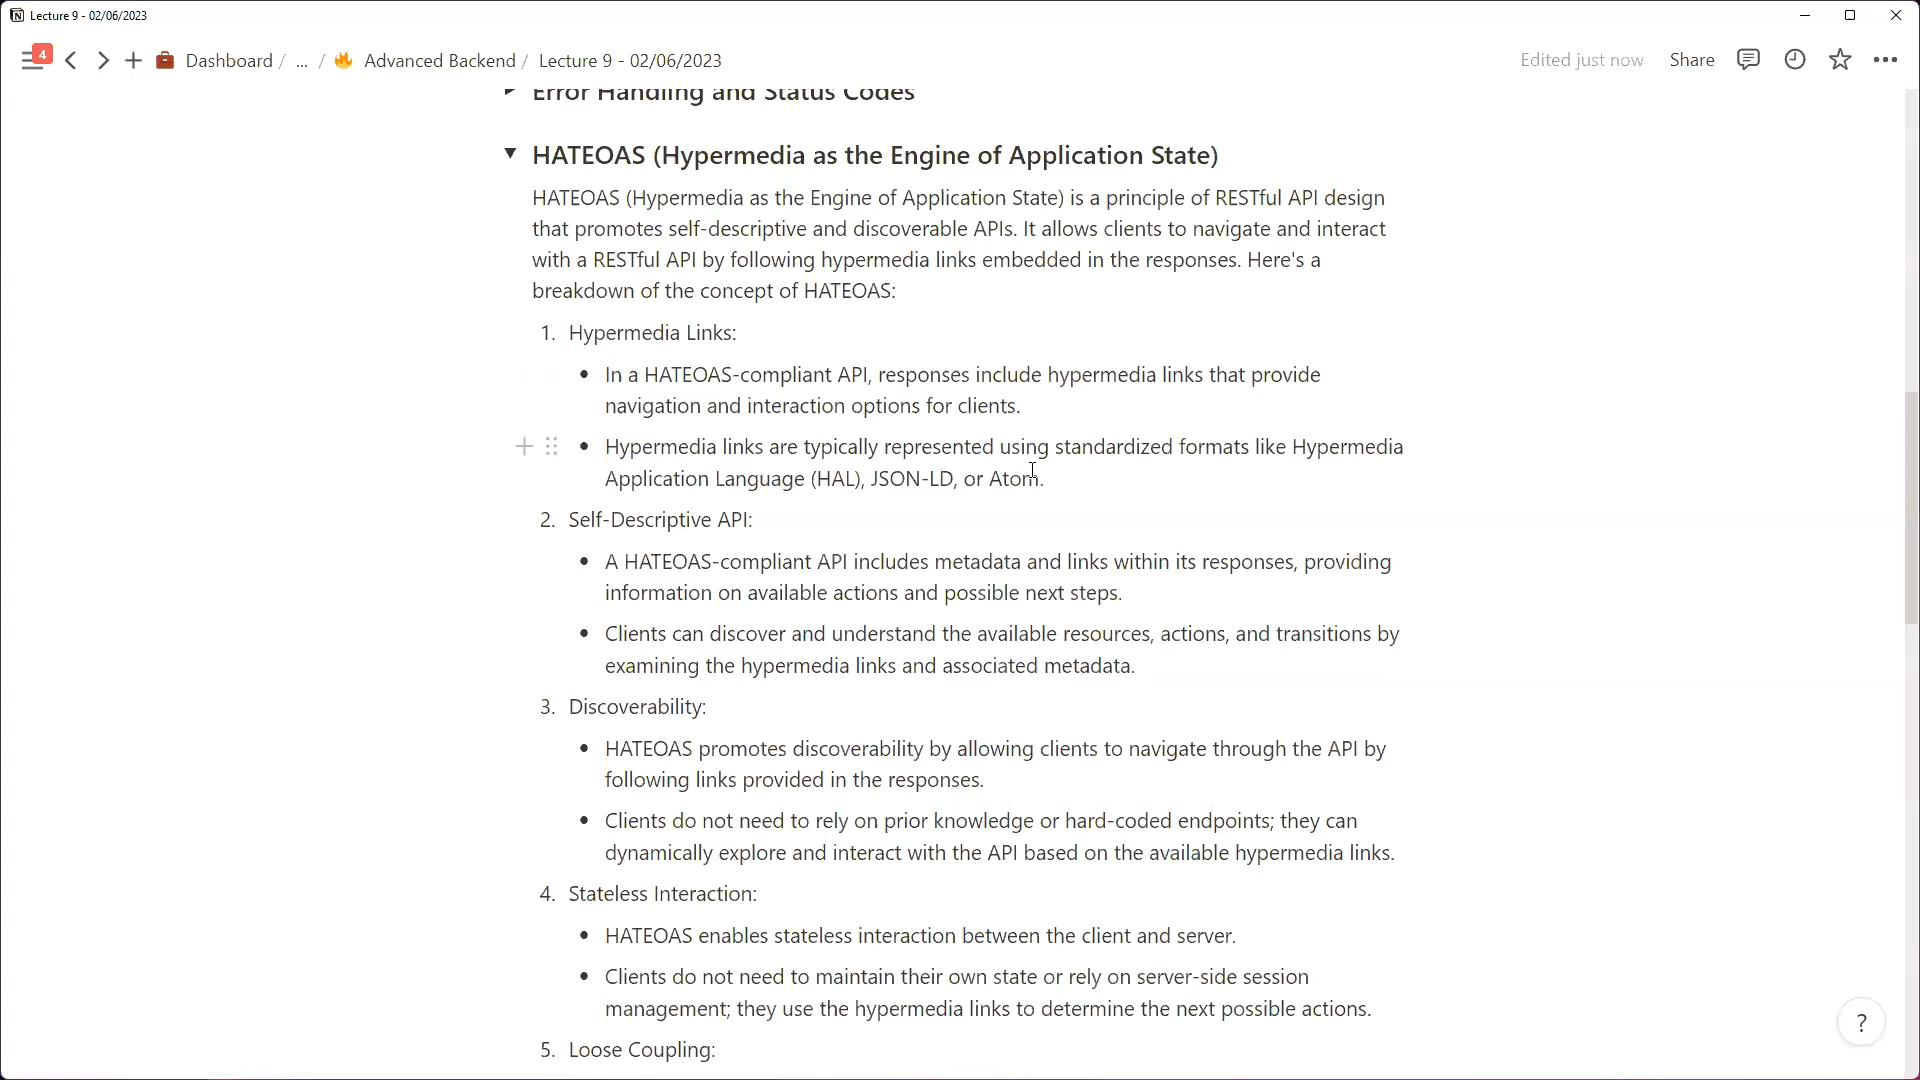 Lecture 9 - 02/06/2023
4
Dashboard / ... / Advanced Backend / Lecture 9 - 02/06/2023
Edited just now Share
Error Handling and Status Codes
HATEOAS (Hypermedia as the Engine of Application State)
HATEOAS (Hypermedia as the Engine of Application State) is a principle of RESTful API design
that promotes self-descriptive and discoverable APIs. It allows clients to navigate and interact
with a RESTful API by following hypermedia links embedded in the responses. Here's a
breakdown of the concept of HATEOAS:
1. Hypermedia Links:
• In a HATEOAS-compliant API, responses include hypermedia links that provide
navigation and interaction options for clients.
• Hypermedia links are typically represented using standardized formats like Hypermedia
Application Language (HAL), JSON-LD, or Atom.
2. Self-Descriptive API:
• A HATEOAS-compliant API includes metadata and links within its responses, providing
information on available actions and possible next steps.
• Clients can discover and understand the available resources, actions, and transitions by
examining the hypermedia links and associated metadata.
3. Discoverability:
• HATEOAS promotes discoverability by allowing clients to navigate through the API by
following links provided in the responses.
• Clients do not need to rely on prior knowledge or hard-coded endpoints; they can
dynamically explore and interact with the API based on the available hypermedia links.
4. Stateless Interaction:
• HATEOAS enables stateless interaction between the client and server.
• Clients do not need to maintain their own state or rely on server-side session
management; they use the hypermedia links to determine the next possible actions.
5. Loose Coupling:
?